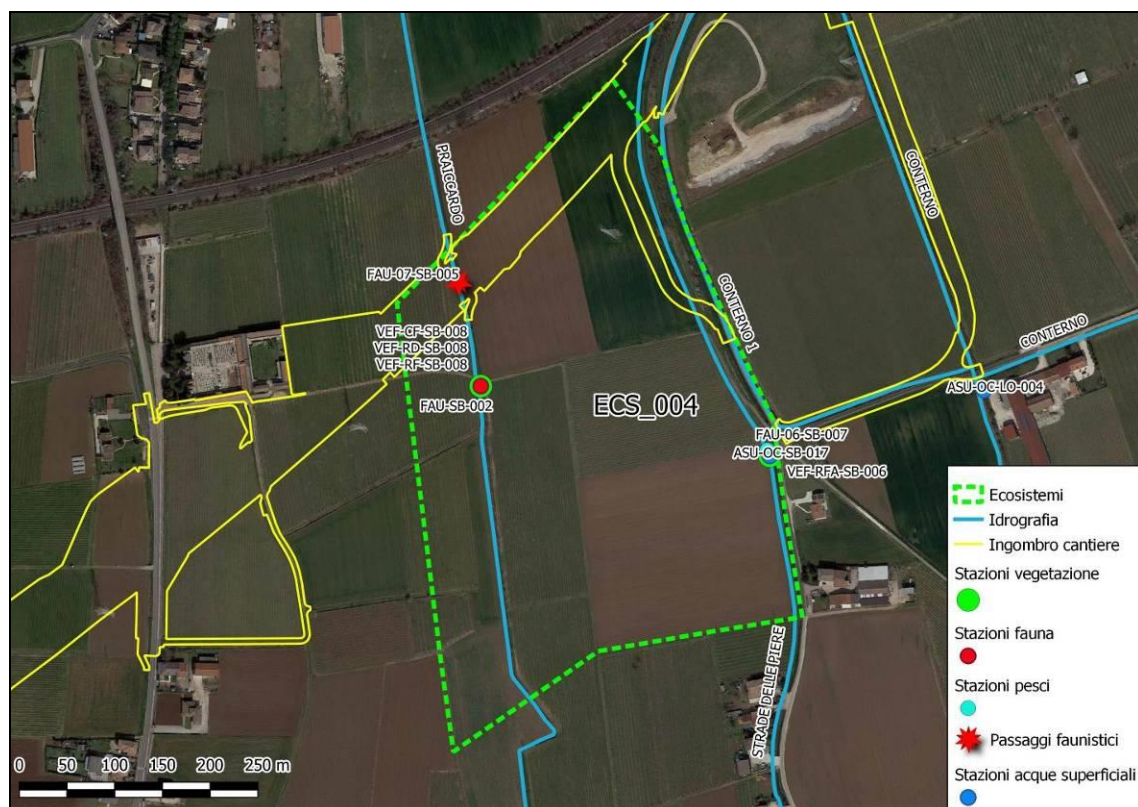 PRAICCARDO
CONTERNO
FAU-07-SB-005
CONTERNO 1
VEF-CF-SB-008
VEF-RD-SB-008
VEF-RF-SB-008
CONTERNO
ASU-OC-LO-004
FAU-SB-002
ECS_004
FAU-06-SB-007
ASU-OC-SB-017
VEF-RFA-SB-006
STRADE DELLE PIERE
Ecosistemi
Idrografia
Ingombro cantiere
Stazioni vegetazione
Stazioni fauna
Stazioni pesci
Passaggi faunistici
Stazioni acque superficiali
0 50 100 150 200 250 m